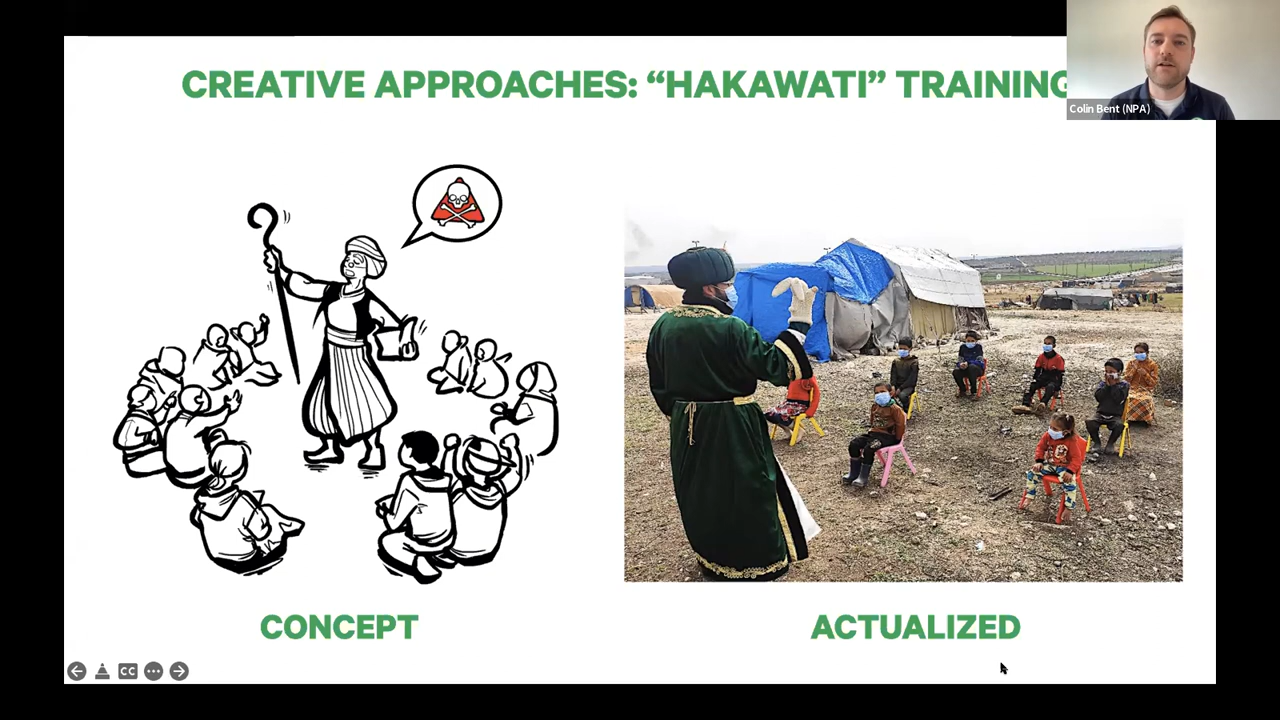 CREATIVE APPROACHES: “HAKAWATI” TRAINING
Colin Bent (NPA)
CONCEPT
ACTUALIZED
CC